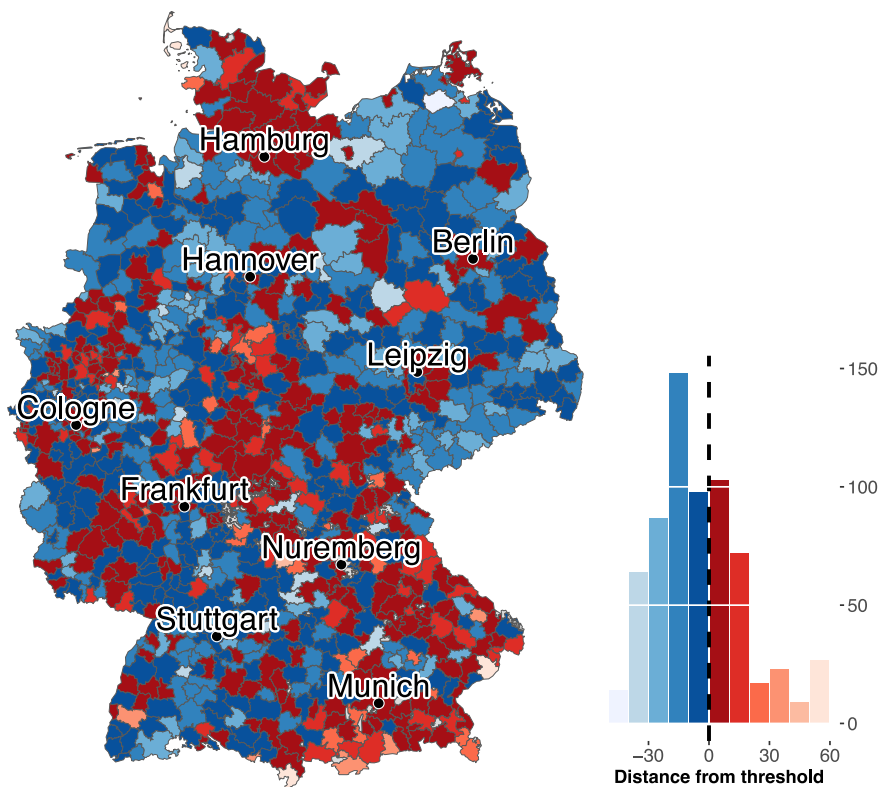 Hamburg
Berlin
Hannover
Leipzig
Cologne
Frankfurt
Nuremberg
Stuttgart
Munich
150
100
50
0
−30 0 30 60
Distance from threshold